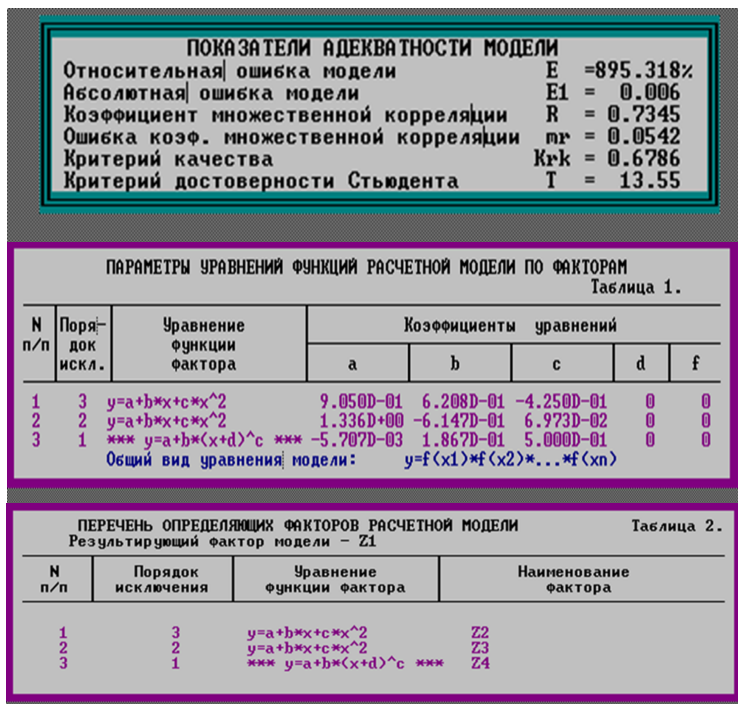 ПОКАЗАТЕЛИ АДЕКВАТНОСТИ МОДЕЛИ
Относительная ошибка модели E =895.318%
Абсолютная ошибка модели E1 = 0.006
Коэффициент множественной корреляции R = 0.7345
Ошибка коэф. множественной корреляции mr = 0.0542
Критерий качества Krk = 0.6786
Критерий достоверности Стьюдента T = 13.55
ПАРАМЕТРЫ УРАВНЕНИЙ ФУНКЦИЙ РАСЧЕТНОЙ МОДЕЛИ ПО ФАКТОРАМ
Таблица 1.
N Поря- Уравнение Коэффициенты уравнений
п/п док функции
искл. фактора a b c d f
1 3 y=a+b*x+c*x^2 9.050D-01 6.208D-01 -4.250D-01 0 0
2 2 y=a+b*x+c*x^2 1.336D+00 -6.147D-01 6.973D-02 0 0
3 1 *** y=a+b*(x+d)^c *** -5.707D-03 1.867D-01 5.000D-01 0 0
Общий вид уравнения модели: y=f(x1)*f(x2)*...*f(xn)
ПЕРЕЧЕНЬ ОПРЕДЕЛЯЮЩИХ ФАКТОРОВ РАСЧЕТНОЙ МОДЕЛИ Таблица 2.
Результирующий фактор модели - Z1
N Порядок Уравнение Наименование
п/п исключения функции фактора фактора
1 3 y=a+b*x+c*x^2 Z2
2 2 y=a+b*x+c*x^2 Z3
3 1 *** y=a+b*(x+d)^c *** Z4